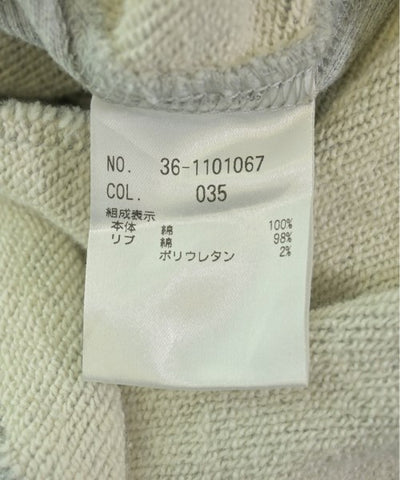 NO. 36-1101067
COL. 035
組成表示
本体 綿 100%
リブ 綿 98%
ポリウレタン 2%